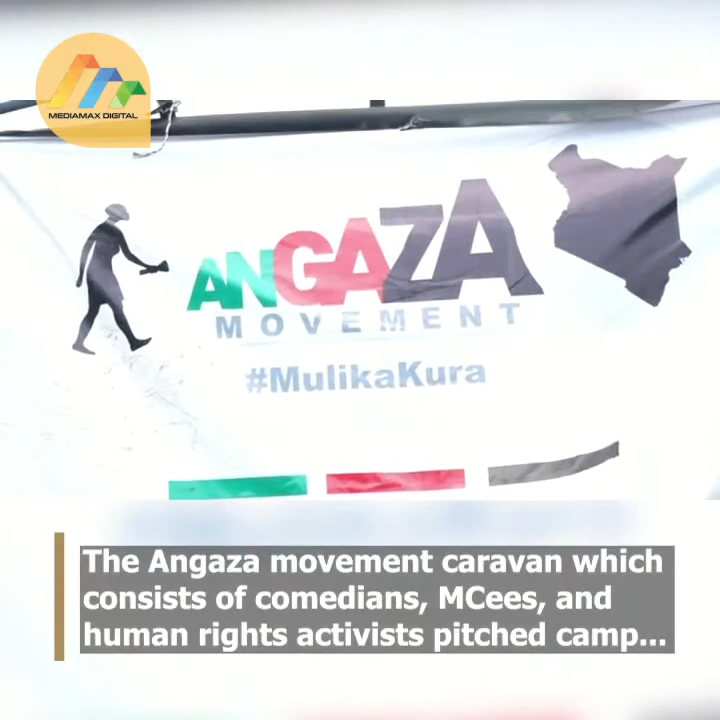 MEDIAMAX DIGITAL
ANGAZA
MOVEMENT
#MulikaKura
The Angaza movement caravan which
consists of comedians, MCees, and
human rights activists pitched camp...